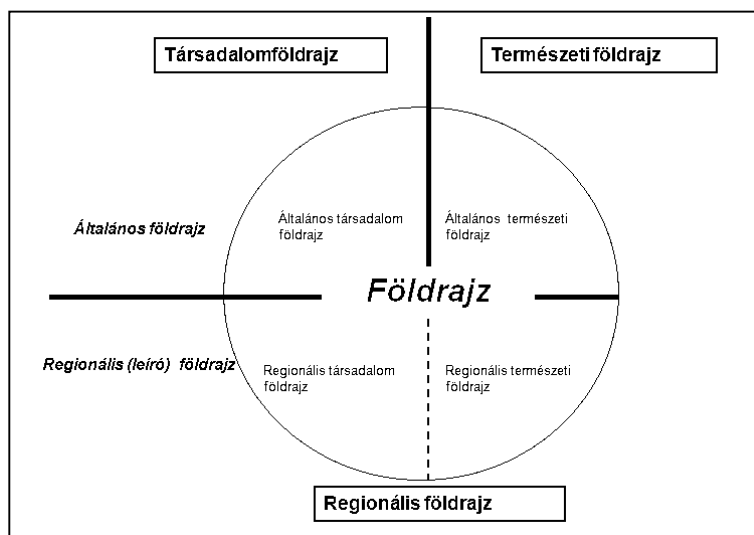 Társadalomföldrajz
Természeti földrajz
Általános földrajz
Általános társadalom
földrajz
Általános természeti
földrajz
Földrajz
Regionális (leíró) földrajz
Regionális társadalom
földrajz
Regionális természeti
földrajz
Regionális földrajz